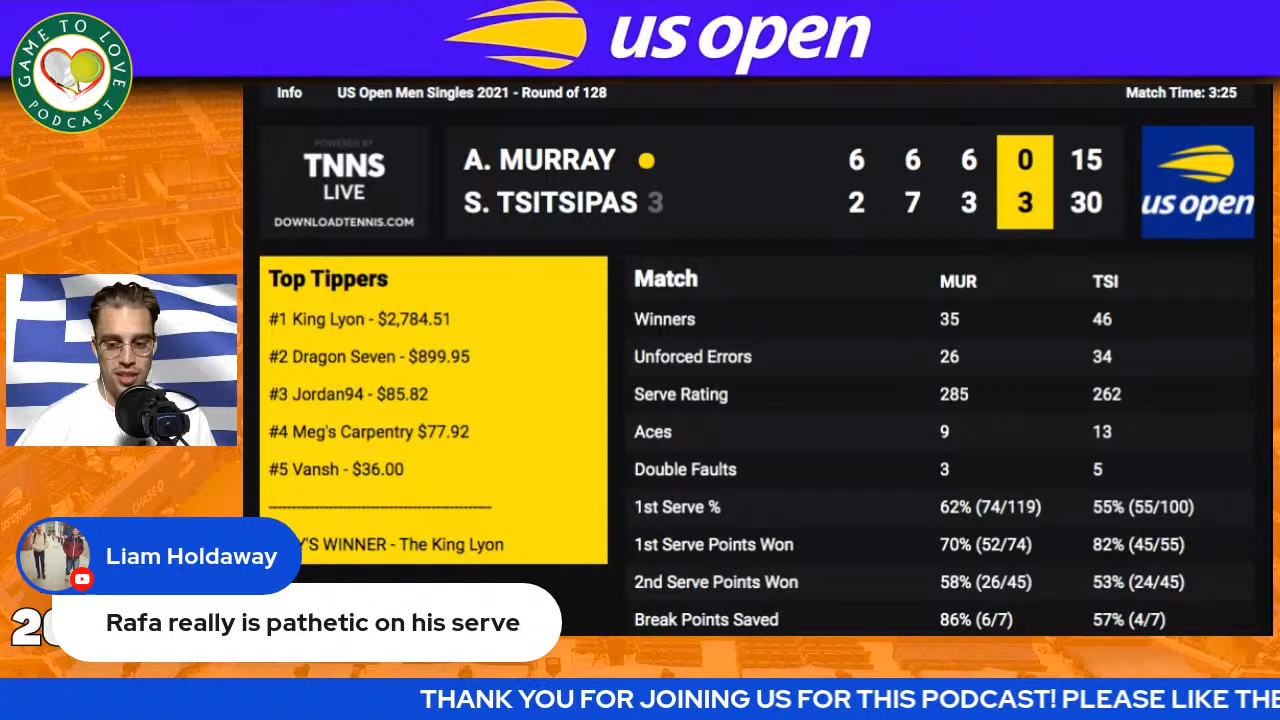 GAME TO LOVE
PODCAST
us open
Info US Open Men Singles 2021 - Round of 128 Match Time: 3:25
POWERED BY
TNNS
LIVE
DOWNLOADTENNIS.COM
A. MURRAY 6 6 6 0 15
S. TSITSIPAS 3 2 7 3 3 30
us open
Top Tippers
#1 King Lyon - $2,784.51
#2 Dragon Seven - $899.95
#3 Jordan94 - $85.82
#4 Meg's Carpentry $77.92
#5 Vansh - $36.00
Y'S WINNER - The King Lyon
Match MUR TSI
Winners 35 46
Unforced Errors 26 34
Serve Rating 285 262
Aces 9 13
Double Faults 3 5
1st Serve % 62% (74/119) 55% (55/100)
1st Serve Points Won 70% (52/74) 82% (45/55)
2nd Serve Points Won 58% (26/45) 53% (24/45)
Break Points Saved 86% (6/7) 57% (4/7)
CHASE
us open
Liam Holdaway
Rafa really is pathetic on his serve
20
THANK YOU FOR JOINING US FOR THIS PODCAST! PLEASE LIKE THE